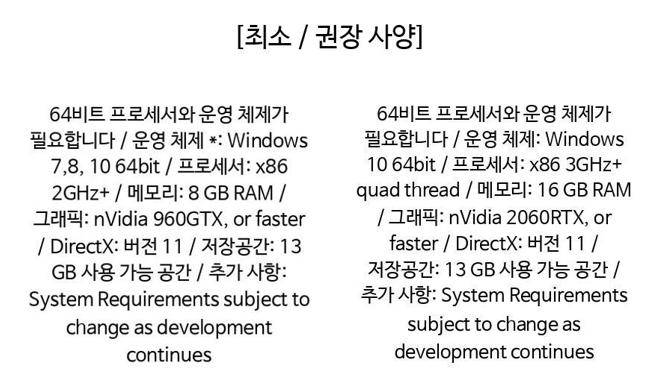 [최소 / 권장 사양]
64비트 프로세서와 운영 체제가
필요합니다 / 운영 체제 *: Windows
7,8, 10 64bit / 프로세서: x86
2GHz+ / 메모리: 8 GB RAM /
그래픽: nVidia 960GTX, or faster
/ DirectX: 버전 11 / 저장공간: 13
GB 사용 가능 공간 / 추가 사항:
System Requirements subject to
change as development
continues
64비트 프로세서와 운영 체제가
필요합니다 / 운영 체제: Windows
10 64bit / 프로세서: x86 3GHz+
quad thread / 메모리: 16 GB RAM
/ 그래픽: nVidia 2060RTX, or
faster / DirectX: 버전 11 /
저장공간: 13 GB 사용 가능 공간 /
추가 사항: System Requirements
subject to change as
development continues